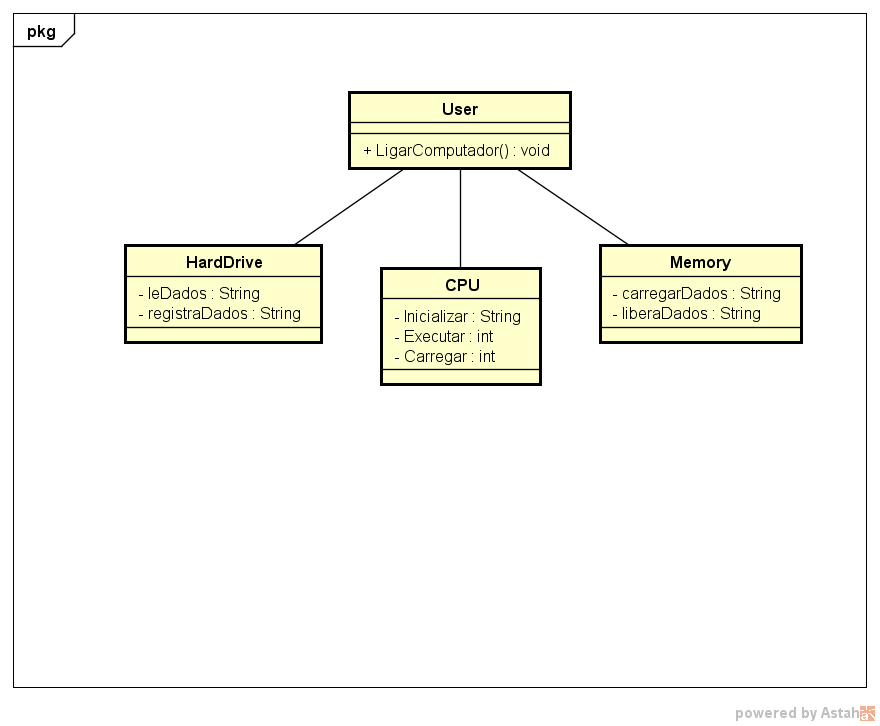 pkg
User
+ LigarComputador() : void
HardDrive
- leDados : String
- registraDados : String
CPU
- Inicializar : String
- Executar : int
- Carregar : int
Memory
- carregarDados : String
- liberaDados : String
powered by Astah